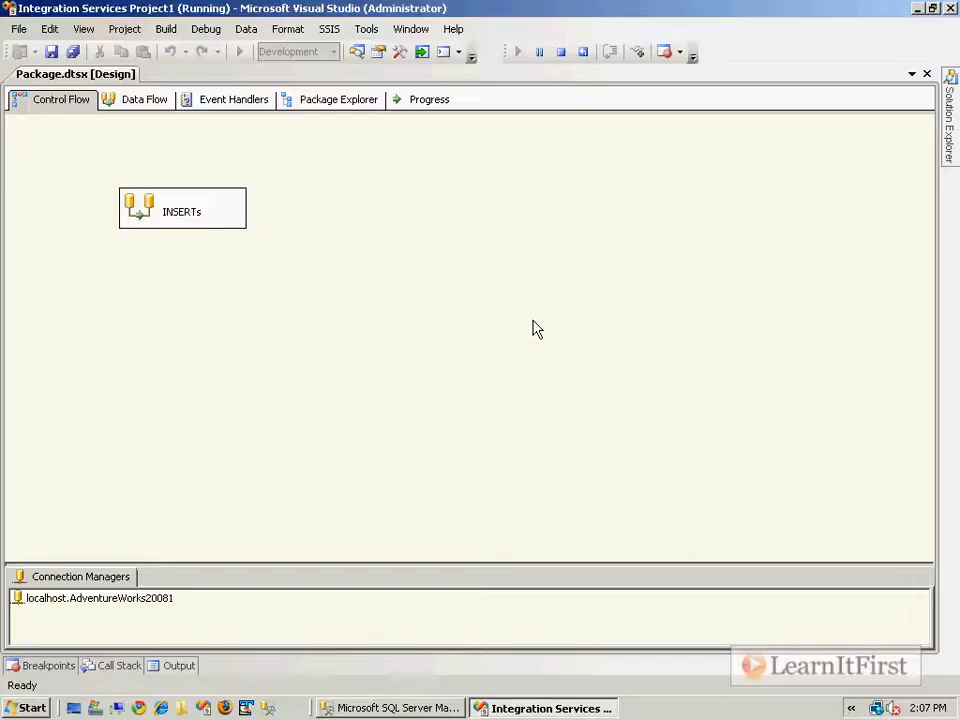 Integration Services Project1 (Running) - Microsoft Visual Studio (Administrator)
File Edit View Project Build Debug Data Format SSIS Tools Window Help
Development
Package.dtsx [Design]
Control Flow Data Flow Event Handlers Package Explorer Progress
Solution Explorer
INSERTs
Connection Managers
localhost.AdventureWorks20081
Breakpoints Call Stack Output
LearnItFirst
Ready
Start Microsoft SQL Server Ma... Integration Services ... « 2:07 PM